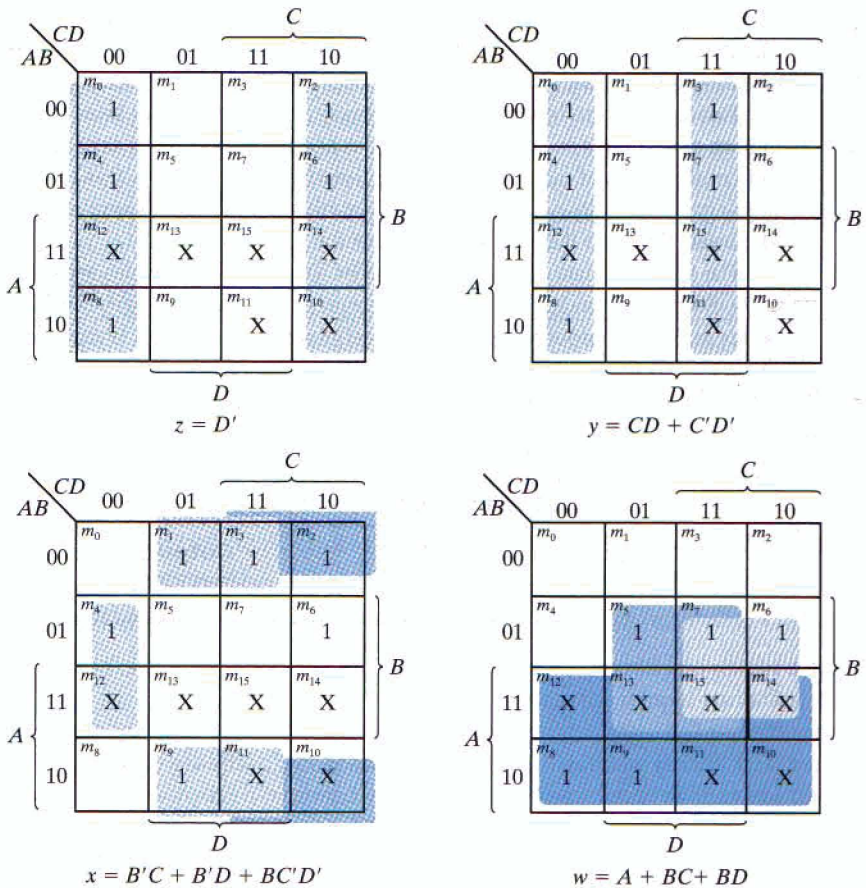 C
CD
AB 00 01 11 10
m0 m1 m3 m2
00 1 1
m4 m5 m7 m6
01 1 1
B
m12 m13 m15 m14
11 X X X X
A
m8 m9 m11 m10
10 1 X X
D
z = D'
C
CD
AB 00 01 11 10
m0 m1 m3 m2
00 1 1
m4 m5 m7 m6
01 1 1
B
m12 m13 m15 m14
11 X X X X
A
m8 m9 m11 m10
10 1 X X
D
y = CD + C'D'
C
CD
AB 00 01 11 10
m0 m1 m3 m2
00 1 1 1
m4 m5 m7 m6
01 1 1
B
m12 m13 m15 m14
11 X X X X
A
m8 m9 m11 m10
10 1 X X
D
x = B'C + B'D + BC'D'
C
CD
AB 00 01 11 10
m0 m1 m3 m2
00
m4 m5 m7 m6
01 1 1 1
B
m12 m13 m15 m14
11 X X X X
A
m8 m9 m11 m10
10 1 1 X X
D
w = A + BC + BD